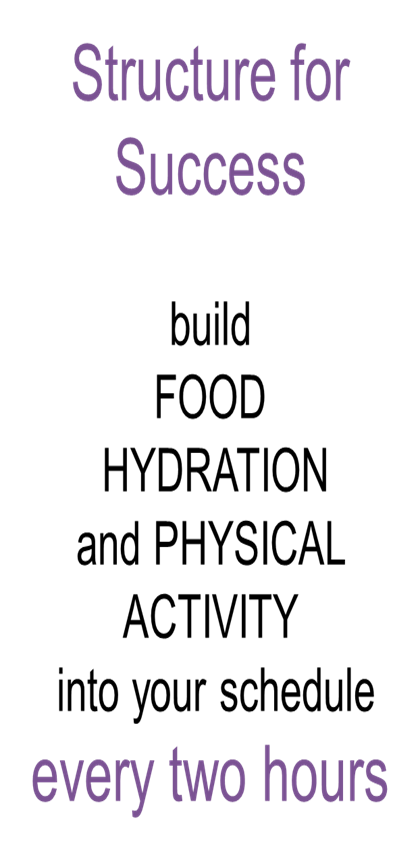 Structure for
Success
build
FOOD
HYDRATION
and PHYSICAL
ACTIVITY
into your schedule
every two hours